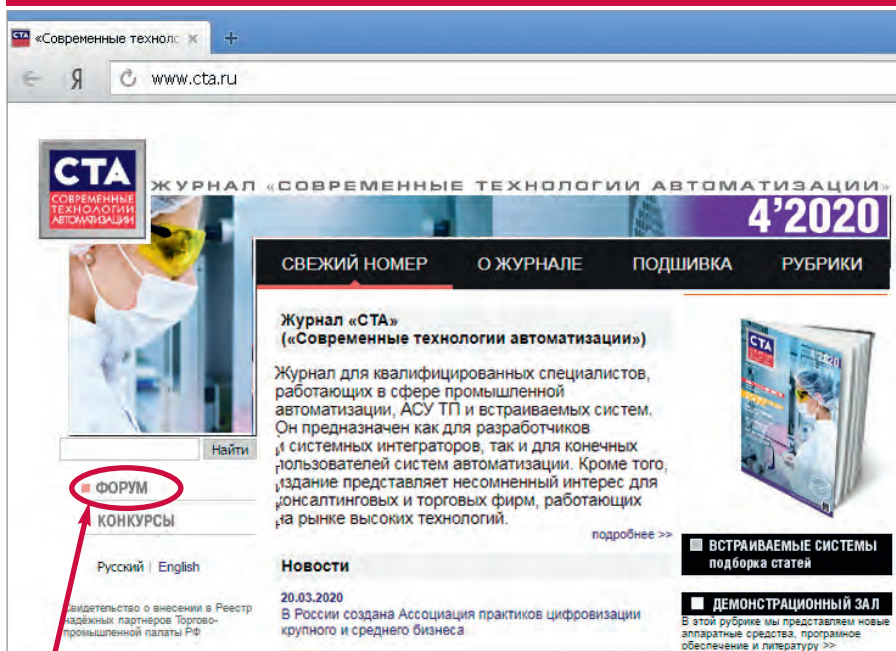 «Современные технолс
Я
www.cta.ru
СТА
СОВРЕМЕННЫЕ
ТЕХНОЛОГИИ
АВТОМАТИЗАЦИИ
ЖУРНАЛ «СОВРЕМЕННЫЕ ТЕХНОЛОГИИ АВТОМАТИЗАЦИИ»
4’2020
СВЕЖИЙ НОМЕР О ЖУРНАЛЕ ПОДШИВКА РУБРИКИ
Найти
ФОРУМ
КОНКУРСЫ
Русский | English
Свидетельство о внесении в Реестр
надёжных партнеров Торгово-
промышленной палаты РФ
Журнал «СТА»
(«Современные технологии автоматизации»)
Журнал для квалифицированных специалистов,
работающих в сфере промышленной
автоматизации, АСУ ТП и встраиваемых систем.
Он предназначен как для разработчиков
и системных интеграторов, так и для конечных
пользователей систем автоматизации. Кроме того,
издание представляет несомненный интерес для
консалтинговых и торговых фирм, работающих
на рынке высоких технологий.
подробнее >>
Новости
20.03.2020
В России создана Ассоциация практиков цифровизации
крупного и среднего бизнеса
СТА
4’2020
ВСТРАИВАЕМЫЕ СИСТЕМЫ
подборка статей
ДЕМОНСТРАЦИОННЫЙ ЗАЛ
В этой рубрике мы представляем новые
аппаратные средства, програмное
обеспечение и литературу >>